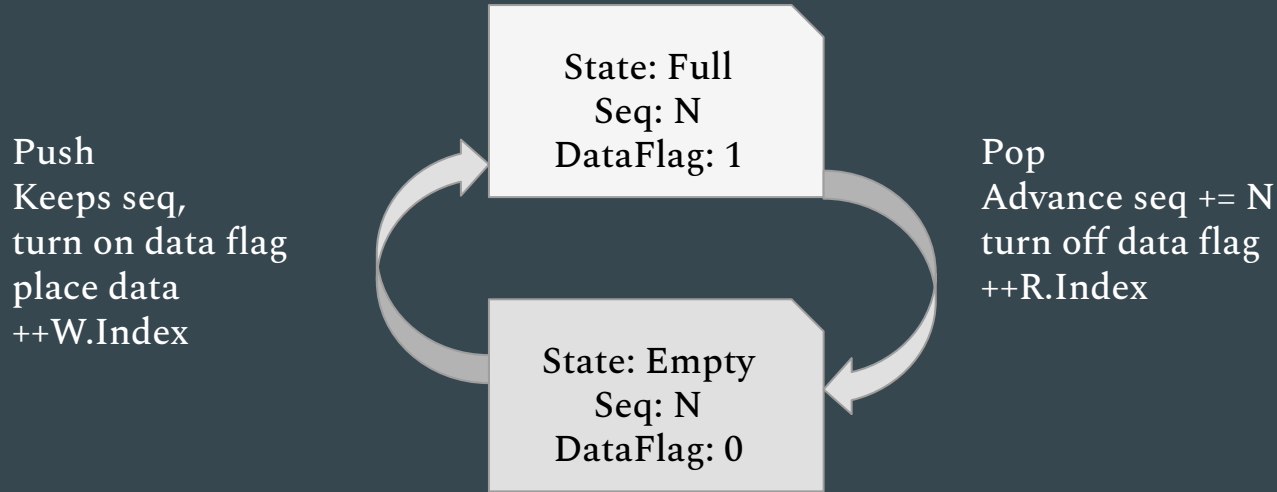 State: Full
Seq: N
DataFlag: 1
Push
Keeps seq,
turn on data flag
place data
++W.Index
Pop
Advance seq += N
turn off data flag
++R.Index
State: Empty
Seq: N
DataFlag: 0